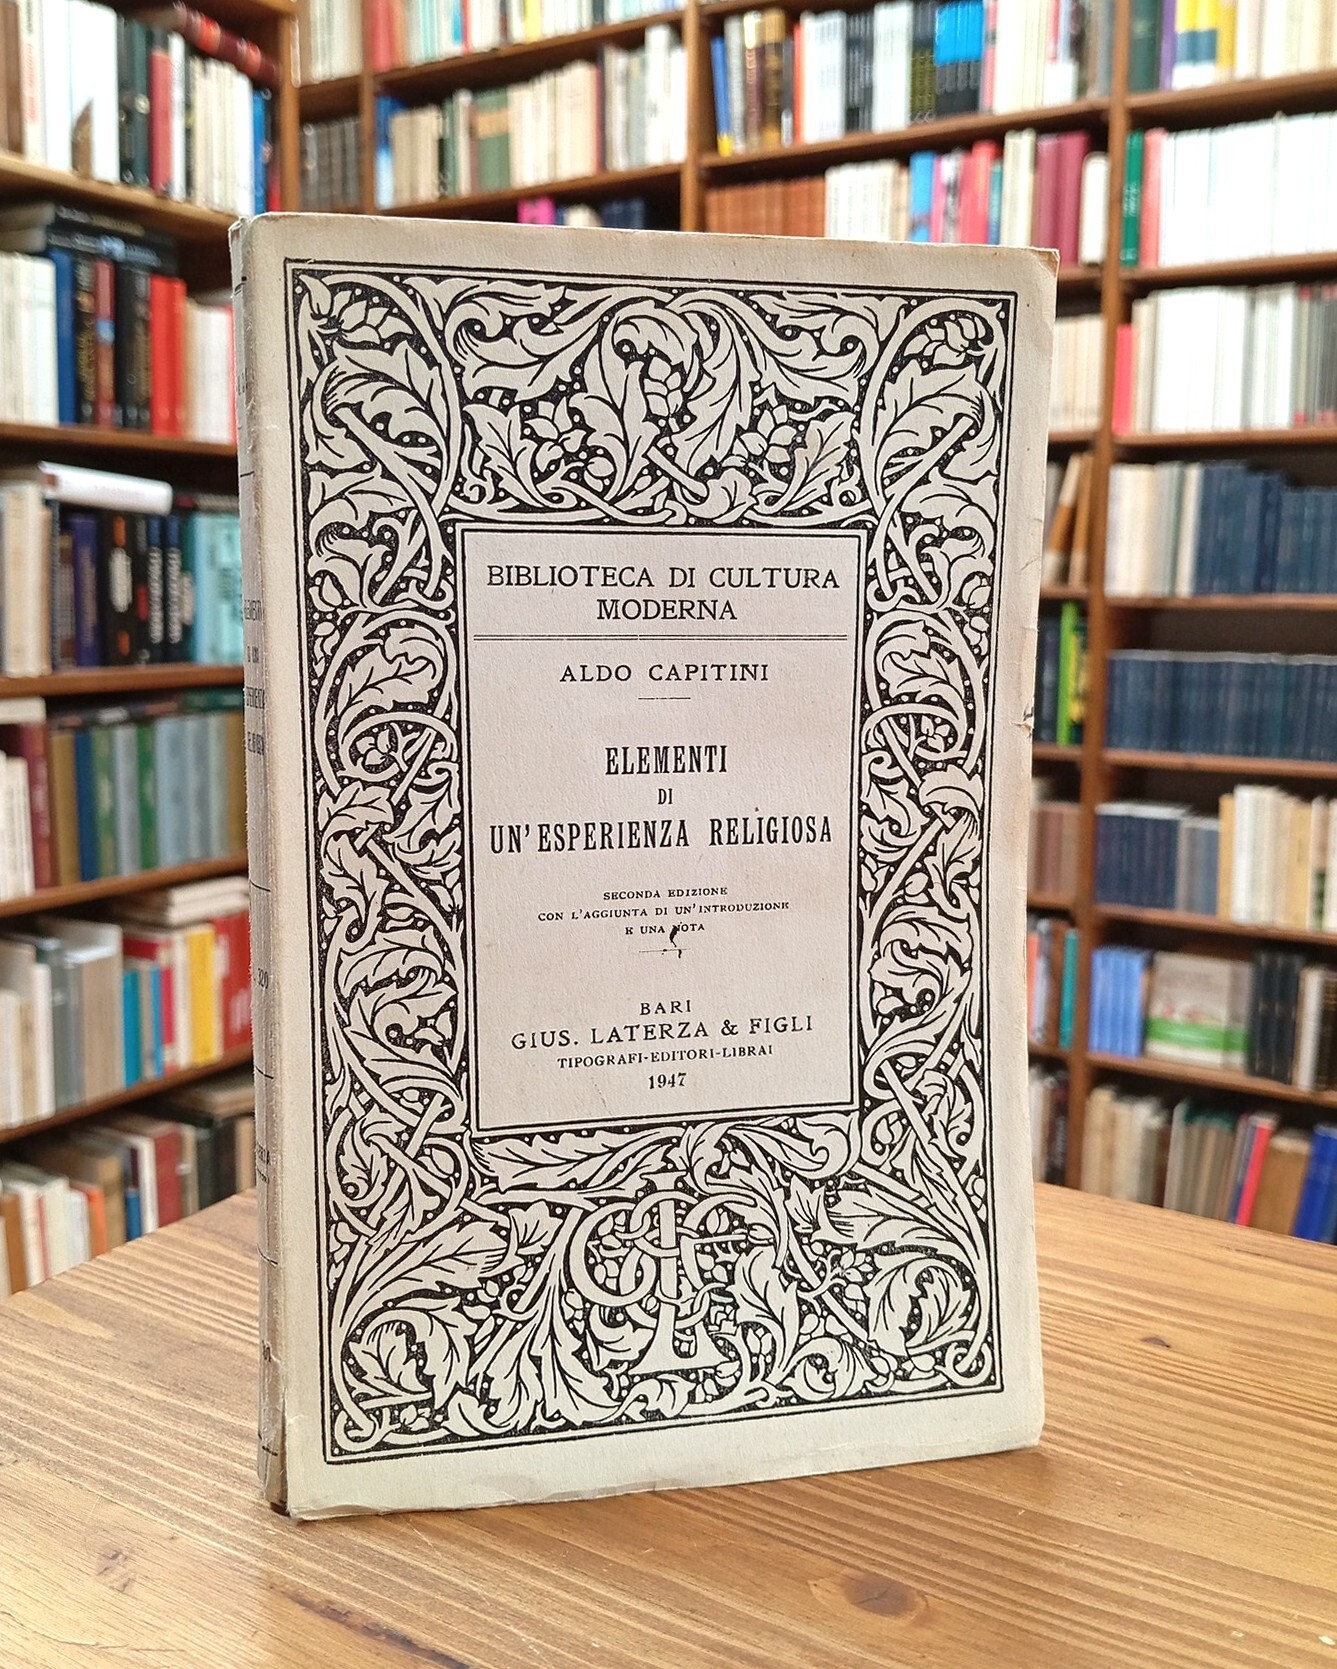 BIBLIOTECA DI CULTURA
MODERNA
ALDO CAPITINI
ELEMENTI
DI
UN'ESPERIENZA RELIGIOSA
SECONDA EDIZIONE
CON L'AGGIUNTA DI UN'INTRODUZIONE
E UNA NOTA
BARI
GIUS. LATERZA & FIGLI
TIPOGRAFI-EDITORI-LIBRAI
1947